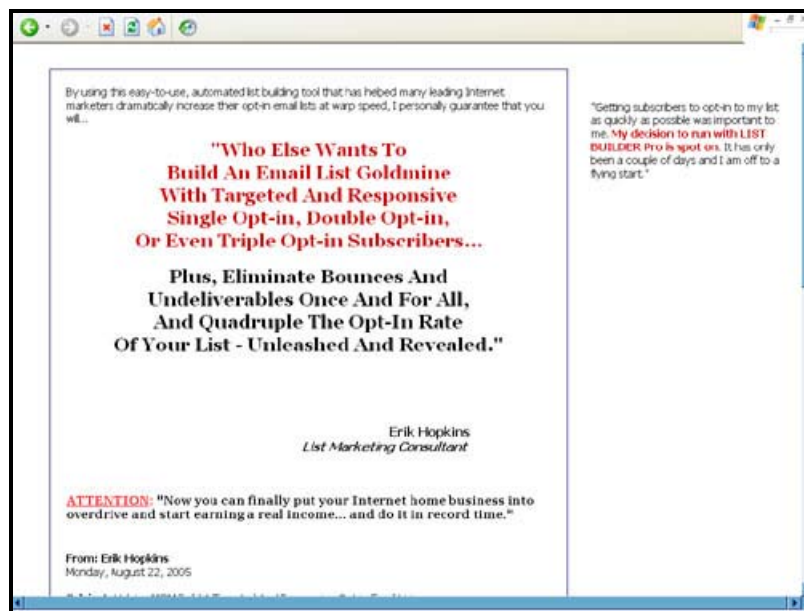 By using this easy-to-use, automated list building tool that has helped many leading Internet
marketers dramatically increase their opt-in email lists at warp speed, I personally guarantee that you
will...
"Who Else Wants To
Build An Email List Goldmine
With Targeted And Responsive
Single Opt-in, Double Opt-in,
Or Even Triple Opt-in Subscribers...
Plus, Eliminate Bounces And
Undeliverables Once And For All,
And Quadruple The Opt-In Rate
Of Your List - Unleashed And Revealed."
Erik Hopkins
List Marketing Consultant
ATTENTION: "Now you can finally put your Internet home business into
overdrive and start earning a real income... and do it in record time."
From: Erik Hopkins
Monday, August 22, 2005
"Getting subscribers to opt-in to my list
as quickly as possible was important to
me. My decision to run with LIST
BUILDER Pro is spot on. It has only
been a couple of days and I am off to a
flying start."